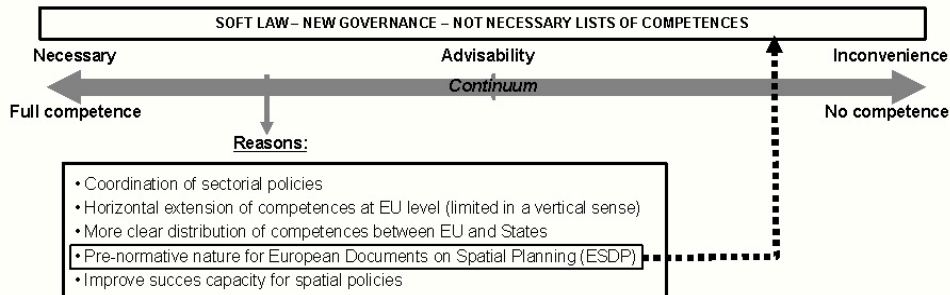 SOFT LAW – NEW GOVERNANCE – NOT NECESSARY LISTS OF COMPETENCES
Necessary Advisability Inconvenience
Continuum
Full competence No competence
Reasons:
• Coordination of sectorial policies
• Horizontal extension of competences at EU level (limited in a vertical sense)
• More clear distribution of competences between EU and States
• Pre-normative nature for European Documents on Spatial Planning (ESDP)
• Improve succes capacity for spatial policies